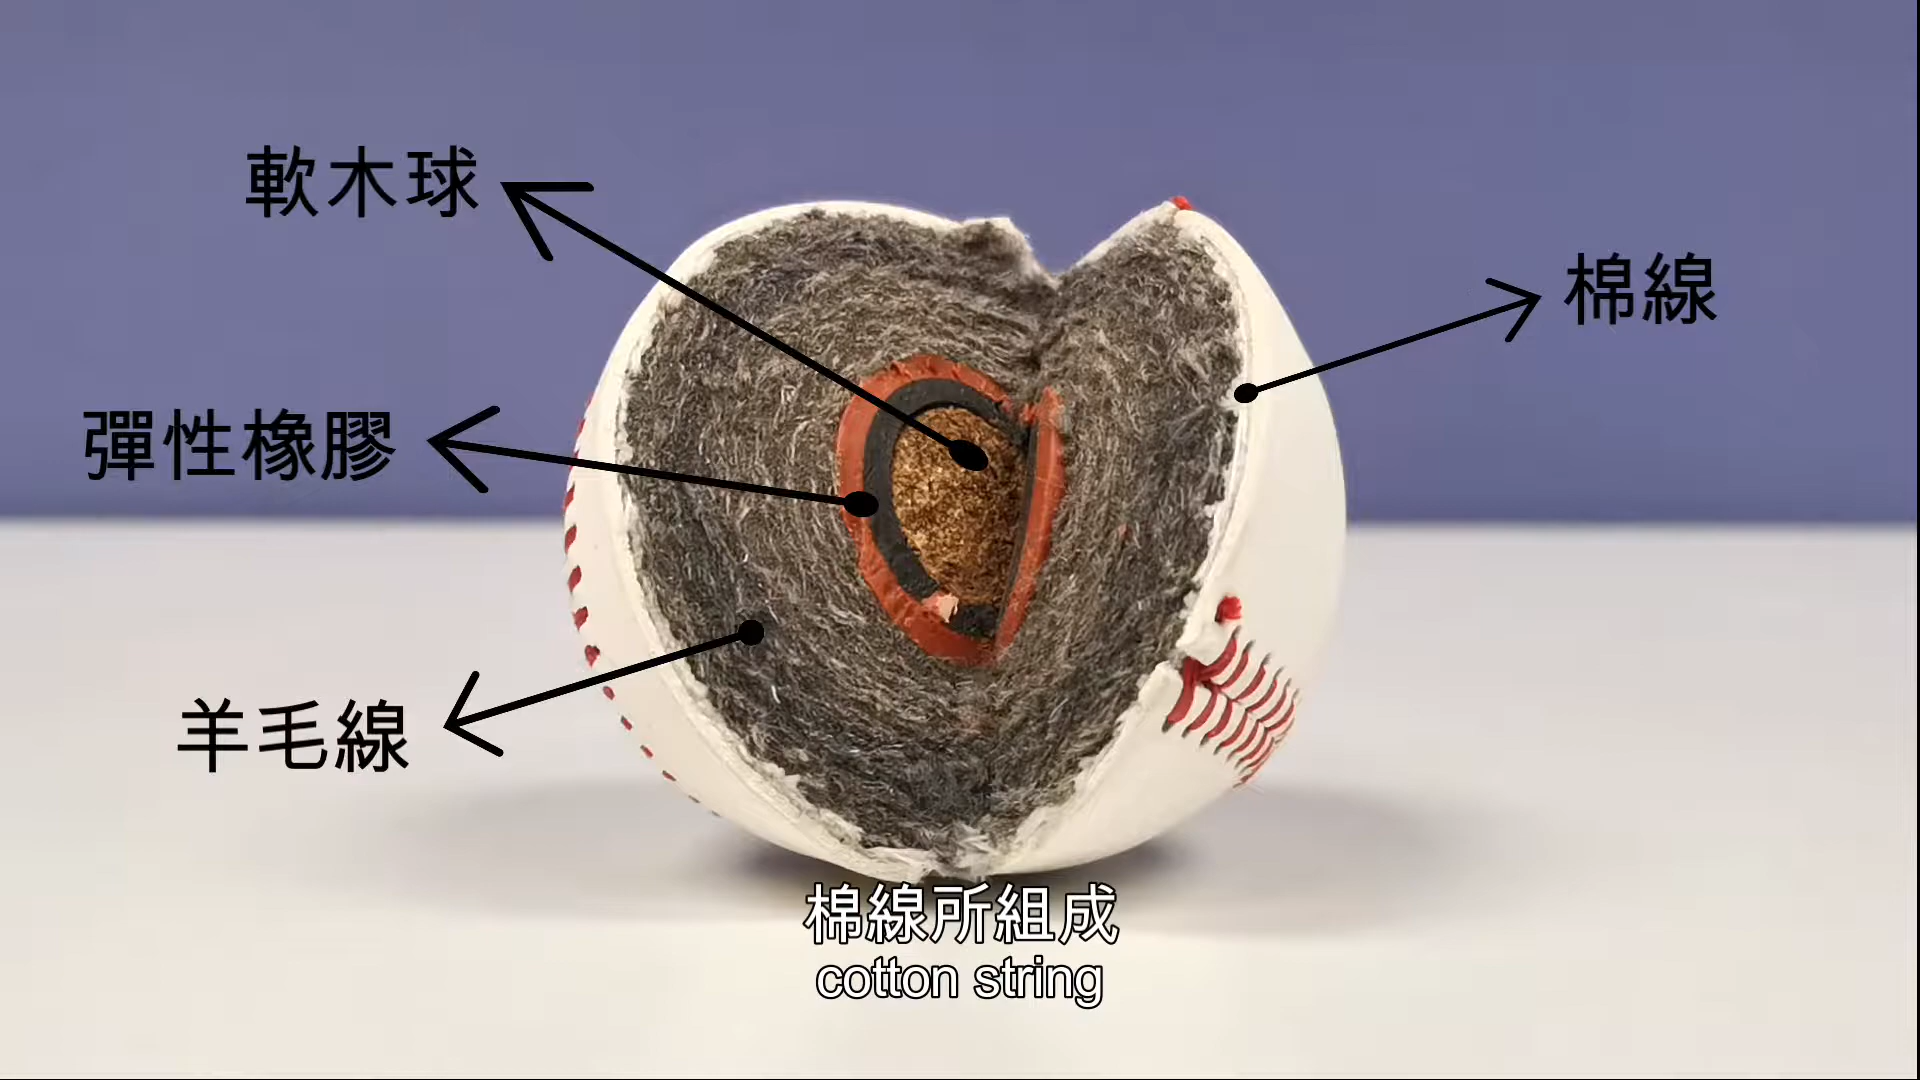 軟木球
棉線
彈性橡膠
羊毛線
棉線所組成
cotton string